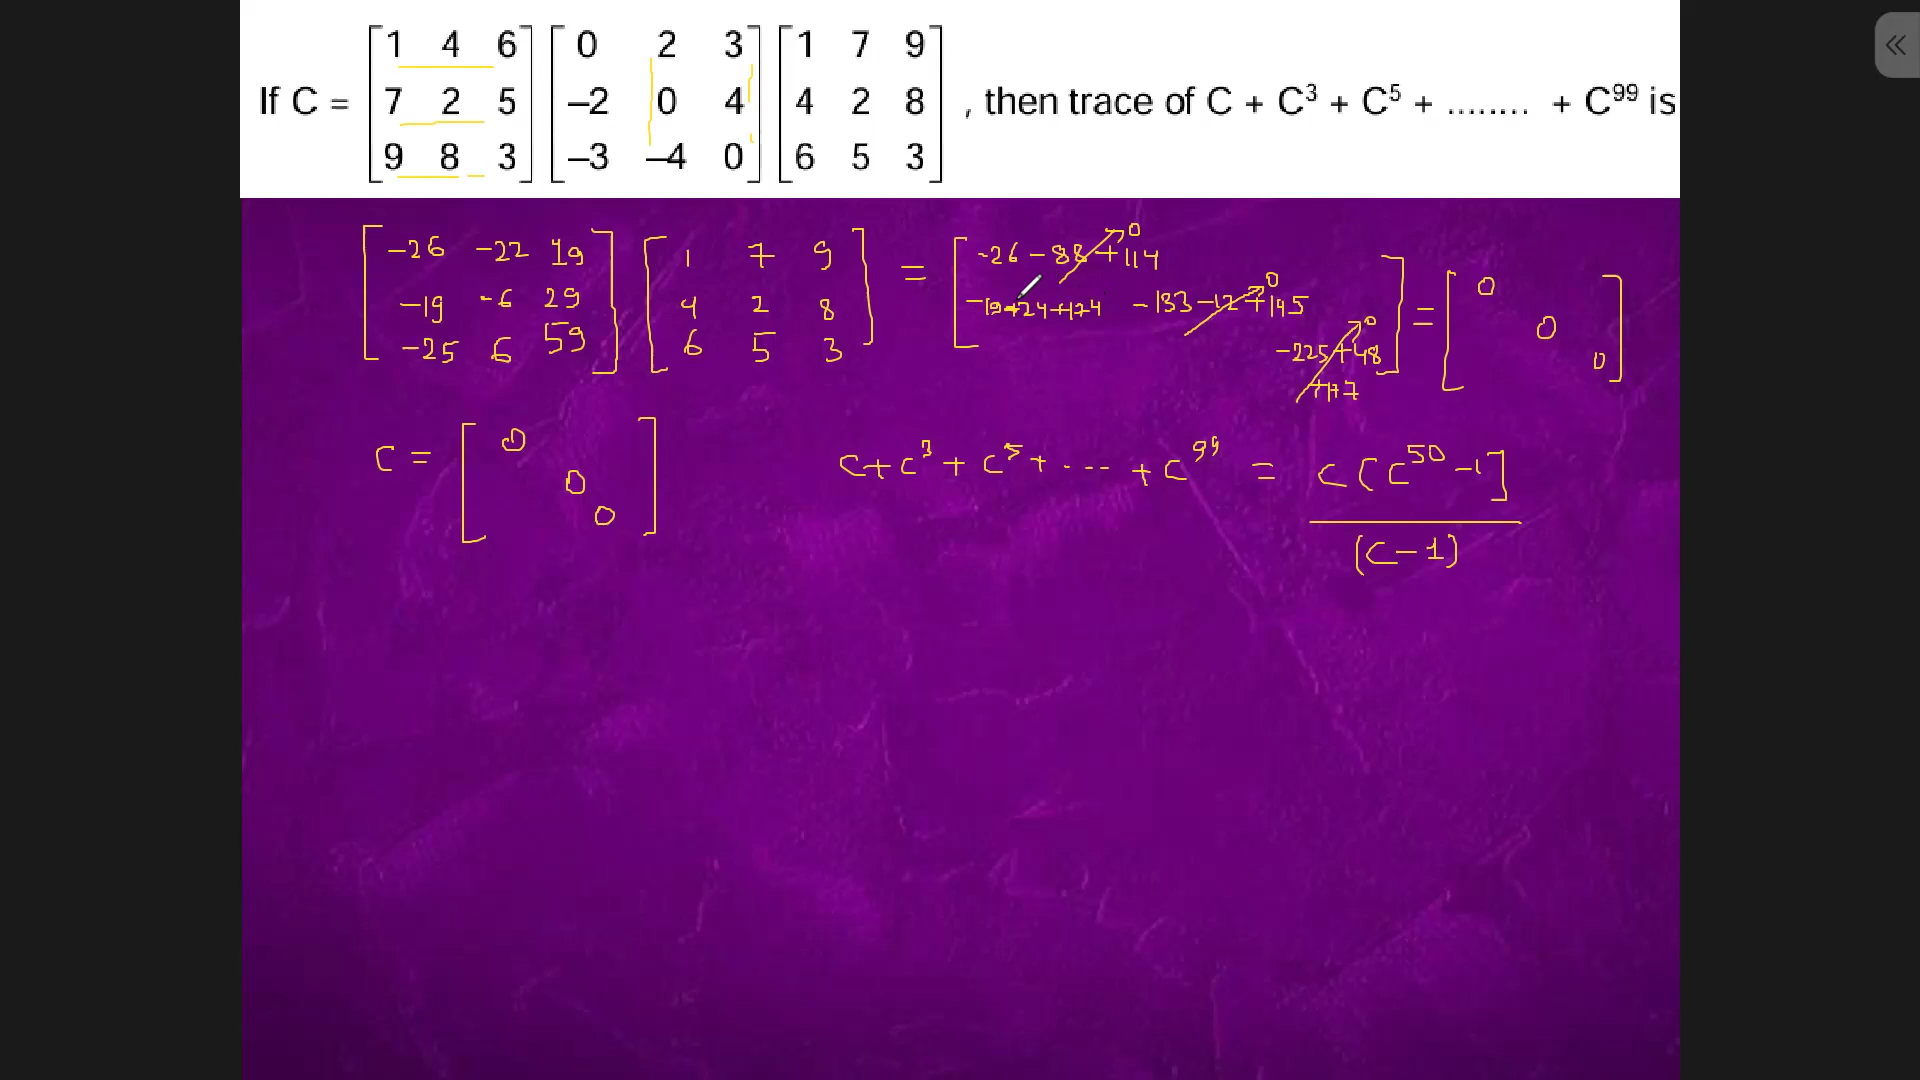 If C = [1 4 6; 7 2 5; 9 8 3] [0 2 3; –2 0 4; –3 –4 0] [1 7 9; 4 2 8; 6 5 3] , then trace of C + C³ + C⁵ + ........ + C⁹⁹ is
[-26 -22 19; -19 -6 29; -25 6 59] [1 7 9; 4 2 8; 6 5 3] = [-26 - 88 + 114 → 0; -19+24+174 -133-12+145 → 0; -225+48+177 → 0] = [0; 0; 0]
C = [0; 0; 0]
C + C³ + C⁵ + ---- + C⁹⁹ = C[C⁵⁰ - 1]
(C - 1)